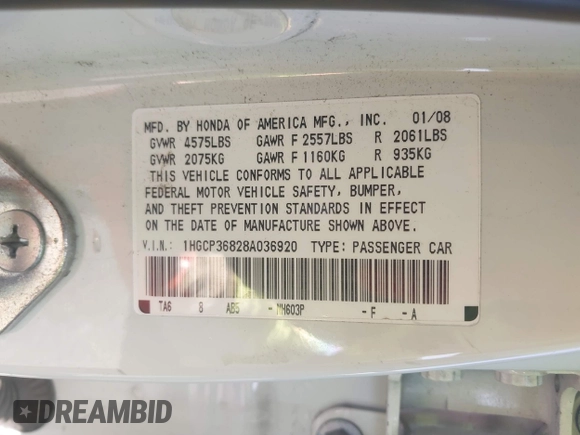 MFD. BY HONDA OF AMERICA MFG., INC. 01/08
GVWR 4575LBS GAWR F 2557LBS R 2061LBS
GVWR 2075KG GAWR F 1160KG R 935KG
THIS VEHICLE CONFORMS TO ALL APPLICABLE
FEDERAL MOTOR VEHICLE SAFETY, BUMPER,
AND THEFT PREVENTION STANDARDS IN EFFECT
ON THE DATE OF MANUFACTURE SHOWN ABOVE.
V.I.N.: 1HGCP36828A036920 TYPE: PASSENGER CAR
TA6 8 AB5 -NH603P -F -A
DREAMBID